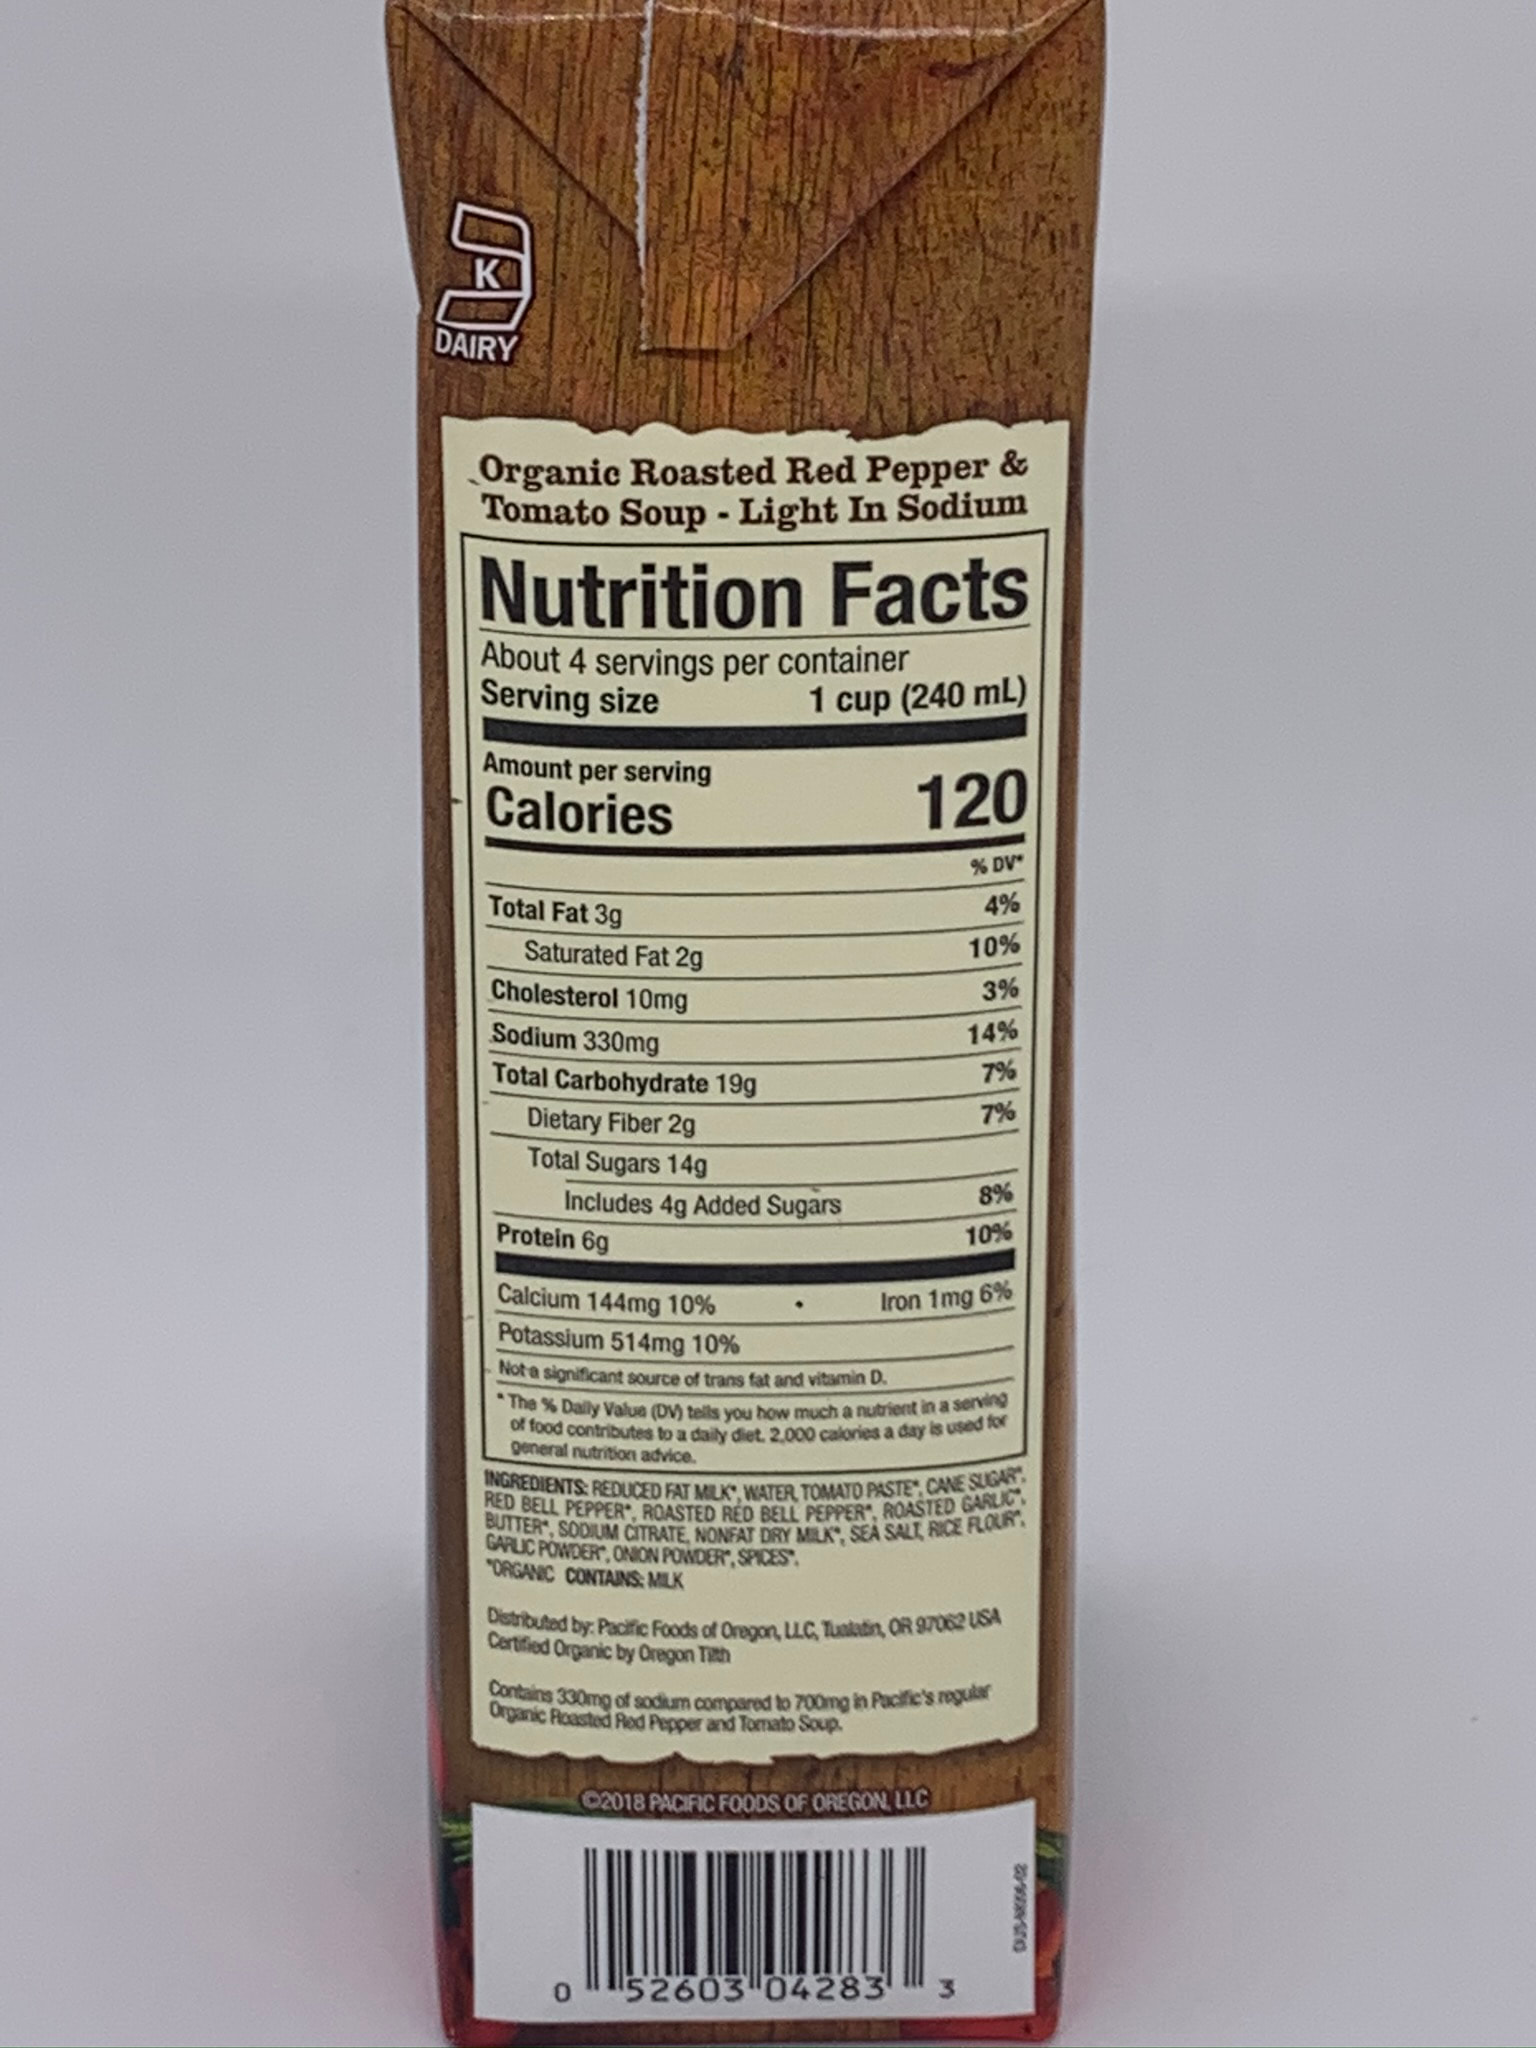 K
DAIRY
Organic Roasted Red Pepper &
Tomato Soup - Light In Sodium
Nutrition Facts
About 4 servings per container
Serving size 1 cup (240 mL)
Amount per serving
Calories 120
% DV*
Total Fat 3g 4%
Saturated Fat 2g 10%
Cholesterol 10mg 3%
Sodium 330mg 14%
Total Carbohydrate 19g 7%
Dietary Fiber 2g 7%
Total Sugars 14g
Includes 4g Added Sugars 8%
Protein 6g 10%
Calcium 144mg 10% • Iron 1mg 6%
Potassium 514mg 10%
Not a significant source of trans fat and vitamin D.
* The % Daily Value (DV) tells you how much a nutrient in a serving
of food contributes to a daily diet. 2,000 calories a day is used for
general nutrition advice.
INGREDIENTS: REDUCED FAT MILK*, WATER, TOMATO PASTE*, CANE SUGAR*,
RED BELL PEPPER*, ROASTED RED BELL PEPPER*, ROASTED GARLIC*,
BUTTER*, SODIUM CITRATE, NONFAT DRY MILK*, SEA SALT, RICE FLOUR*,
GARLIC POWDER*, ONION POWDER*, SPICES*.
*ORGANIC CONTAINS: MILK
Distributed by: Pacific Foods of Oregon, LLC, Tualatin, OR 97062 USA
Certified Organic by Oregon Tilth
Contains 330mg of sodium compared to 700mg in Pacific's regular
Organic Roasted Red Pepper and Tomato Soup.
©2018 PACIFIC FOODS OF OREGON, LLC
0 52603 04283 3